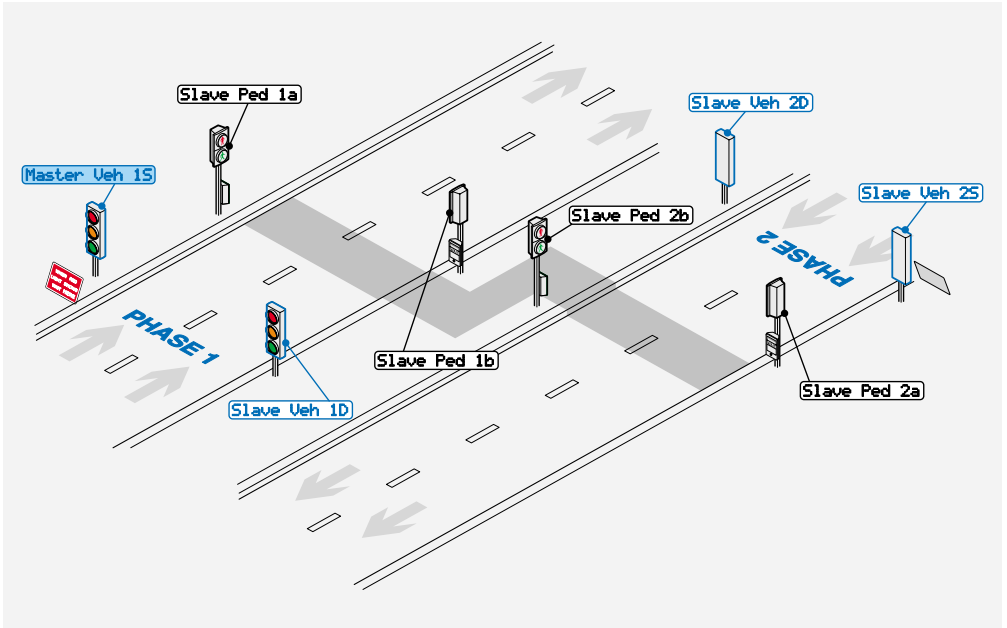 Slave Ped 1a
Slave Veh 2D
Master Veh 1S
Slave Veh 2S
Slave Ped 2b
PHASE 2
PHASE 1
Slave Ped 1b
Slave Ped 2a
Slave Veh 1D